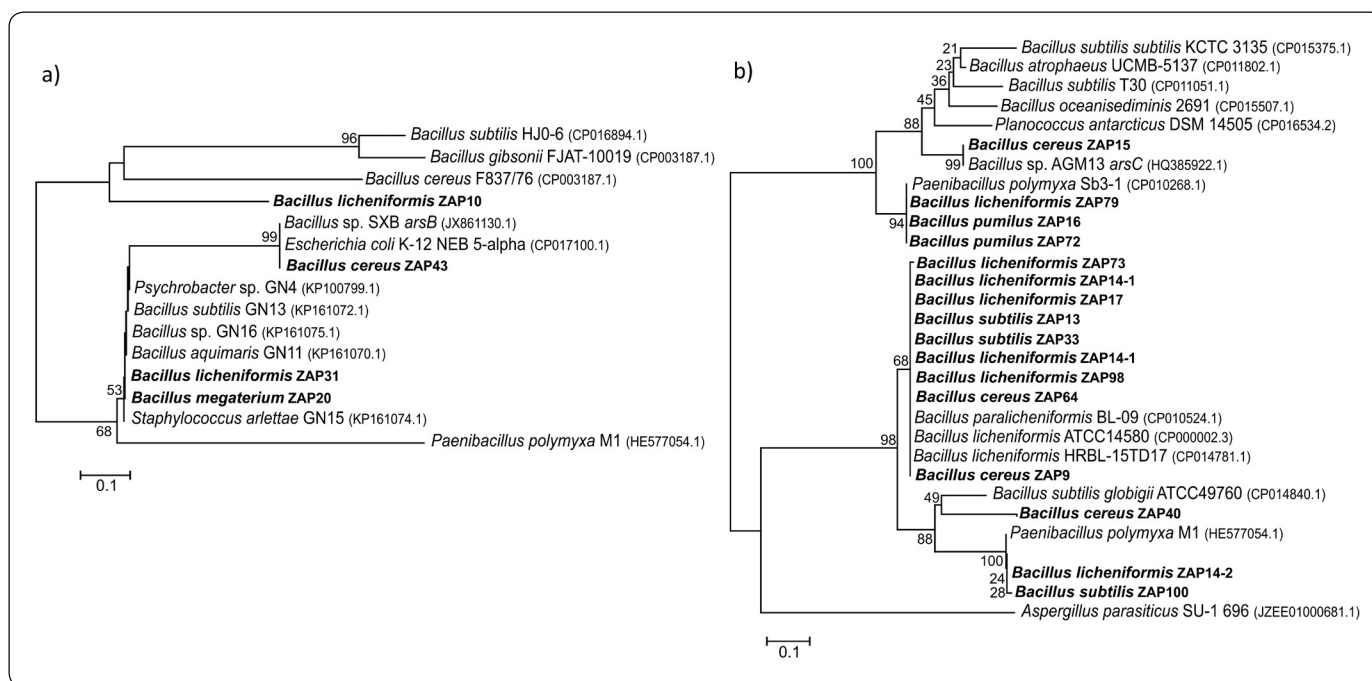 a)
96
Bacillus subtilis HJ0-6 (CP016894.1)
Bacillus gibsonii FJAT-10019 (CP003187.1)
Bacillus cereus F837/76 (CP003187.1)
Bacillus licheniformis ZAP10
Bacillus sp. SXB arsB (JX861130.1)
99
Escherichia coli K-12 NEB 5-alpha (CP017100.1)
Bacillus cereus ZAP43
Psychrobacter sp. GN4 (KP100799.1)
Bacillus subtilis GN13 (KP161072.1)
Bacillus sp. GN16 (KP161075.1)
Bacillus aquimaris GN11 (KP161070.1)
Bacillus licheniformis ZAP31
53
Bacillus megaterium ZAP20
Staphylococcus arlettae GN15 (KP161074.1)
68
Paenibacillus polymyxa M1 (HE577054.1)
0.1
b)
21
Bacillus subtilis subtilis KCTC 3135 (CP015375.1)
23
Bacillus atrophaeus UCMB-5137 (CP011802.1)
36
Bacillus subtilis T30 (CP011051.1)
45
Bacillus oceanisediminis 2691 (CP015507.1)
88
Planococcus antarcticus DSM 14505 (CP016534.2)
Bacillus cereus ZAP15
100
99
Bacillus sp. AGM13 arsC (HQ385922.1)
Paenibacillus polymyxa Sb3-1 (CP010268.1)
Bacillus licheniformis ZAP79
94
Bacillus pumilus ZAP16
Bacillus pumilus ZAP72
Bacillus licheniformis ZAP73
Bacillus licheniformis ZAP14-1
Bacillus licheniformis ZAP17
Bacillus subtilis ZAP13
Bacillus subtilis ZAP33
68
Bacillus licheniformis ZAP14-1
Bacillus licheniformis ZAP98
Bacillus cereus ZAP64
Bacillus paralicheniformis BL-09 (CP010524.1)
98
Bacillus licheniformis ATCC14580 (CP000002.3)
Bacillus licheniformis HRBL-15TD17 (CP014781.1)
Bacillus cereus ZAP9
49
Bacillus subtilis globigii ATCC49760 (CP014840.1)
Bacillus cereus ZAP40
88
Paenibacillus polymyxa M1 (HE577054.1)
100
Bacillus licheniformis ZAP14-2
24
28
Bacillus subtilis ZAP100
Aspergillus parasiticus SU-1 696 (JZEE01000681.1)
0.1